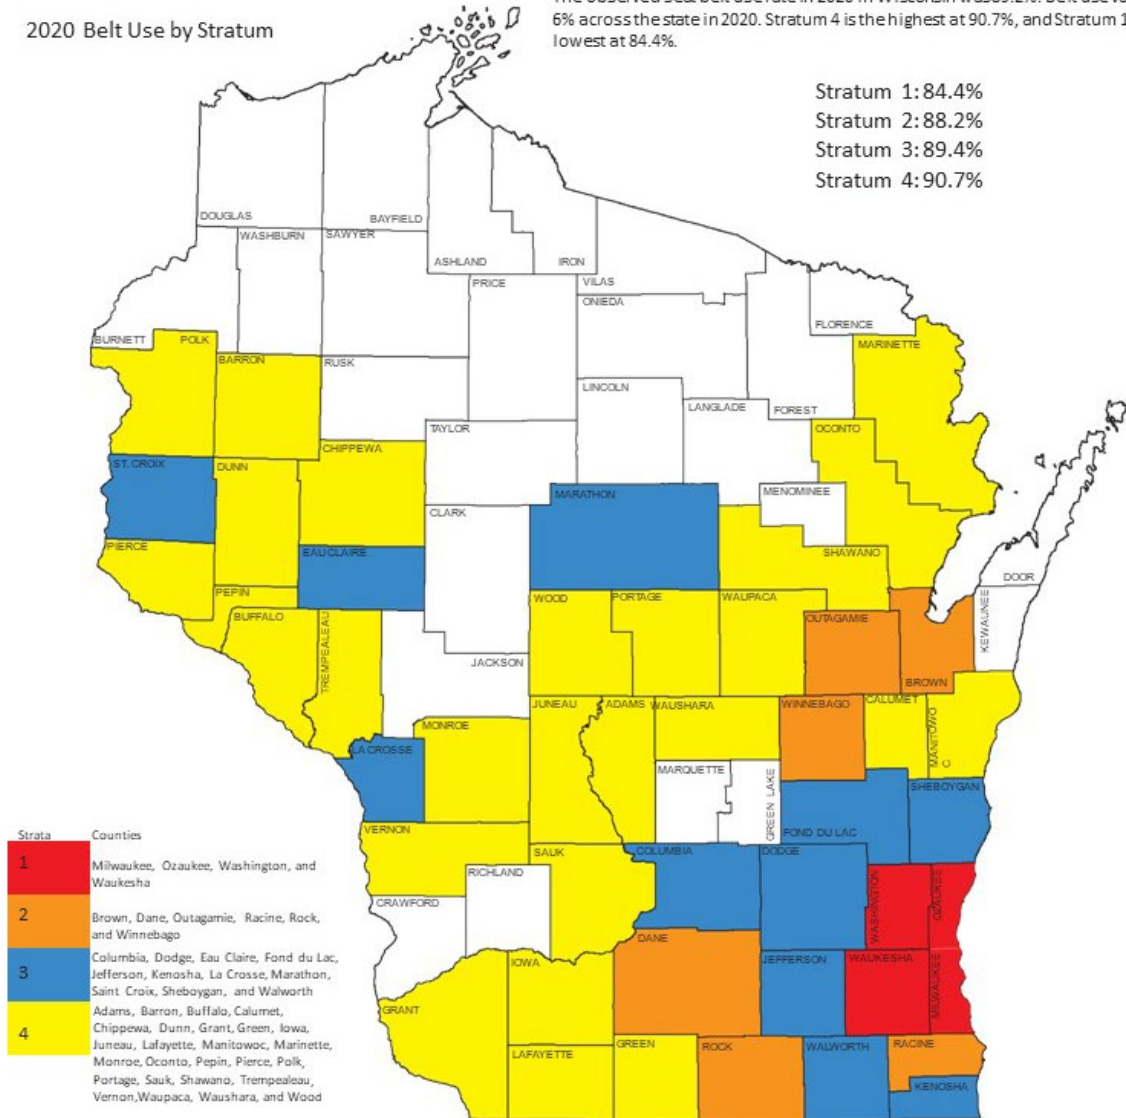 2020 Belt Use by Stratum
6% across the state in 2020. Stratum 4 is the highest at 90.7%, and Stratum 1
lowest at 84.4%.
Stratum 1: 84.4%
Stratum 2: 88.2%
Stratum 3: 89.4%
Stratum 4: 90.7%
DOUGLAS
BAYFIELD
WASHBURN
SAWYER
ASHLAND
IRON
PRICE
VILAS
ONIEDA
FLORENCE
BURNETT
POLK
MARINETTE
BARRON
RUSK
LINCOLN
LANGLADE
FOREST
TAYLOR
OCONTO
CHIPPEWA
ST. CROIX
DUNN
MARATHON
MENOMINEE
CLARK
PIERCE
EAU CLAIRE
SHAWANO
DOOR
PEPIN
WOOD
PORTAGE
WAUPACA
BUFFALO
TREMPEALEAU
OUTAGAMIE
KEWAUNEE
JACKSON
BROWN
JUNEAU
ADAMS
WAUSHARA
WINNEBAGO
CALUMET
MANITOWO
C
MONROE
LA CROSSE
MARQUETTE
GREEN LAKE
SHEBOYGAN
VERNON
FOND DU LAC
SAUK
COLUMBIA
DODGE
RICHLAND
WASHINGTON
OZAUKEE
CRAWFORD
DANE
IOWA
JEFFERSON
WAUKESHA
MILWAUKEE
GRANT
LAFAYETTE
GREEN
ROCK
WALWORTH
RACINE
KENOSHA
Strata Counties
1 Milwaukee, Ozaukee, Washington, and
Waukesha
2 Brown, Dane, Outagamie, Racine, Rock,
and Winnebago
3 Columbia, Dodge, Eau Claire, Fond du Lac,
Jefferson, Kenosha, La Crosse, Marathon,
Saint Croix, Sheboygan, and Walworth
4 Adams, Barron, Buffalo, Calumet,
Chippewa, Dunn, Grant, Green, Iowa,
Juneau, Lafayette, Manitowoc, Marinette,
Monroe, Oconto, Pepin, Pierce, Polk,
Portage, Sauk, Shawano, Trempealeau,
Vernon,Waupaca, Waushara, and Wood